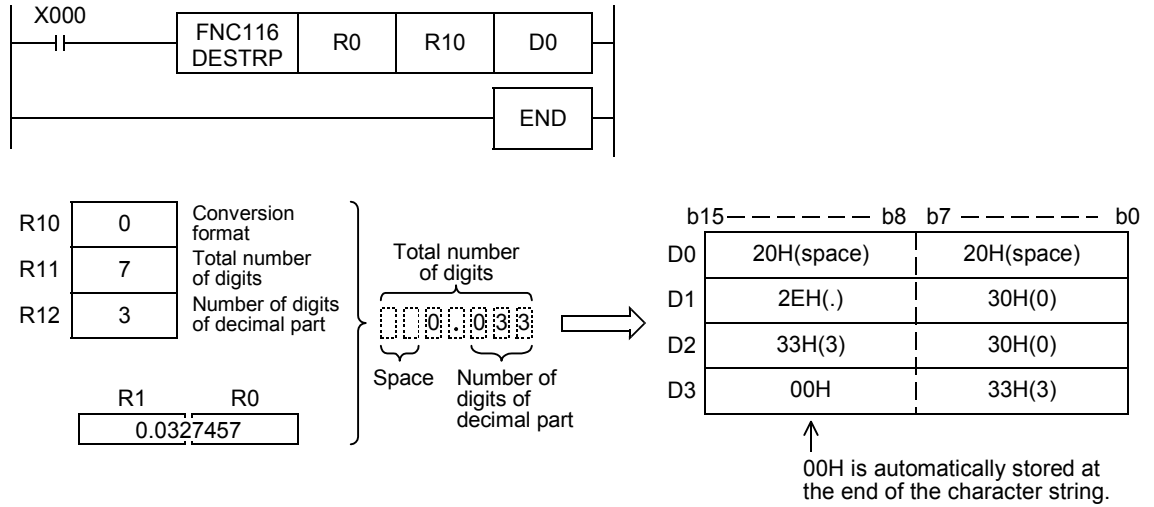 X000
FNC116
DESTRP
R0
R10
D0
END
R10
0
Conversion
format
R11
7
Total number
of digits
R12
3
Number of digits
of decimal part
R1
R0
0.0327457
Total number
of digits
0.033
Space
Number of
digits of
decimal part
b15
b8
b7
b0
D0
20H(space)
20H(space)
D1
2EH(.)
30H(0)
D2
33H(3)
30H(0)
D3
00H
33H(3)
00H is automatically stored at
the end of the character string.